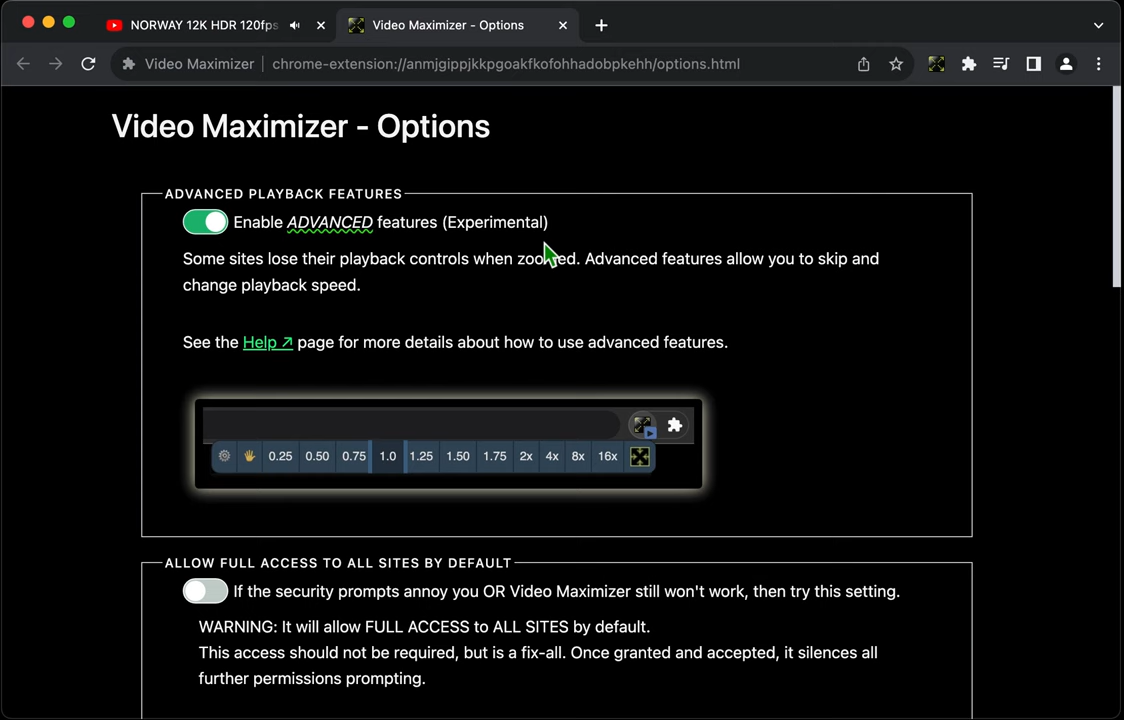 NORWAY 12K HDR 120fps
Video Maximizer - Options
Video Maximizer
chrome-extension://anmjgippjkkpgoakfkofohhadobpkehh/options.html
Video Maximizer - Options
ADVANCED PLAYBACK FEATURES
Enable ADVANCED features (Experimental)
Some sites lose their playback controls when zoomed. Advanced features allow you to skip and
change playback speed.
See the Help ↗ page for more details about how to use advanced features.
0.25 0.50 0.75 1.0 1.25 1.50 1.75 2x 4x 8x 16x
ALLOW FULL ACCESS TO ALL SITES BY DEFAULT
If the security prompts annoy you OR Video Maximizer still won't work, then try this setting.
WARNING: It will allow FULL ACCESS to ALL SITES by default.
This access should not be required, but is a fix-all. Once granted and accepted, it silences all
further permissions prompting.